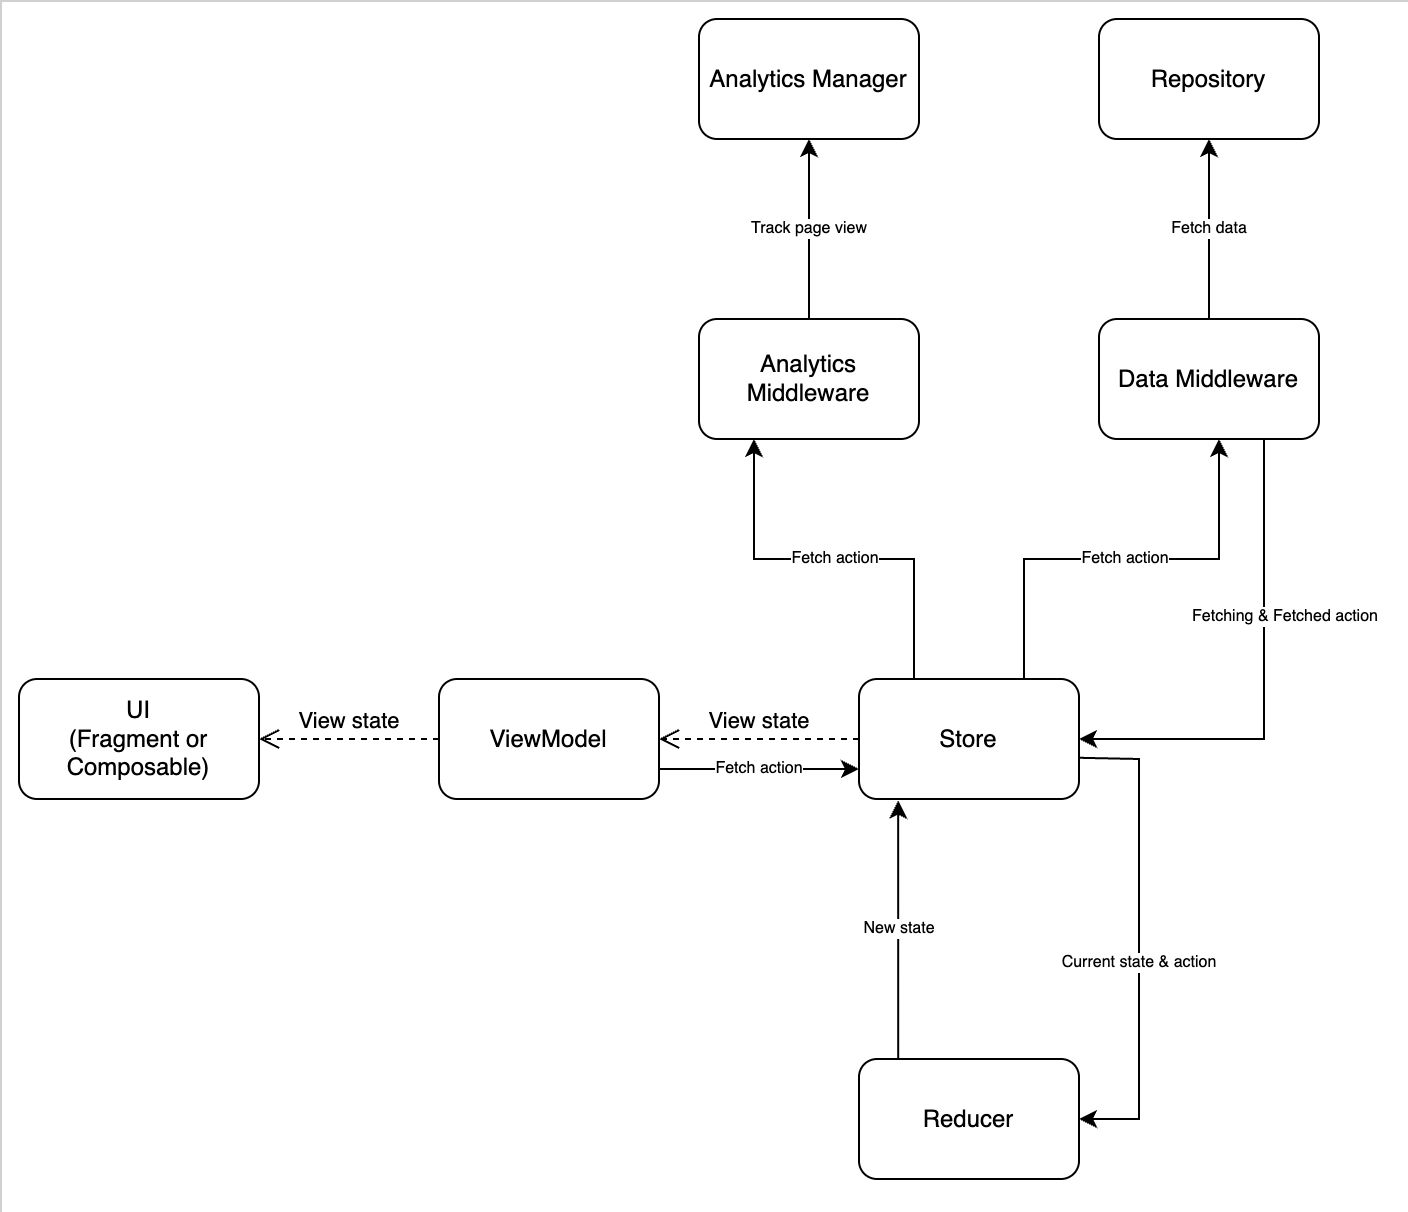 Analytics Manager
Repository
Track page view
Fetch data
Analytics
Middleware
Data Middleware
Fetch action
Fetch action
Fetching & Fetched action
UI
(Fragment or
Composable)
View state
ViewModel
View state
Fetch action
Store
New state
Current state & action
Reducer